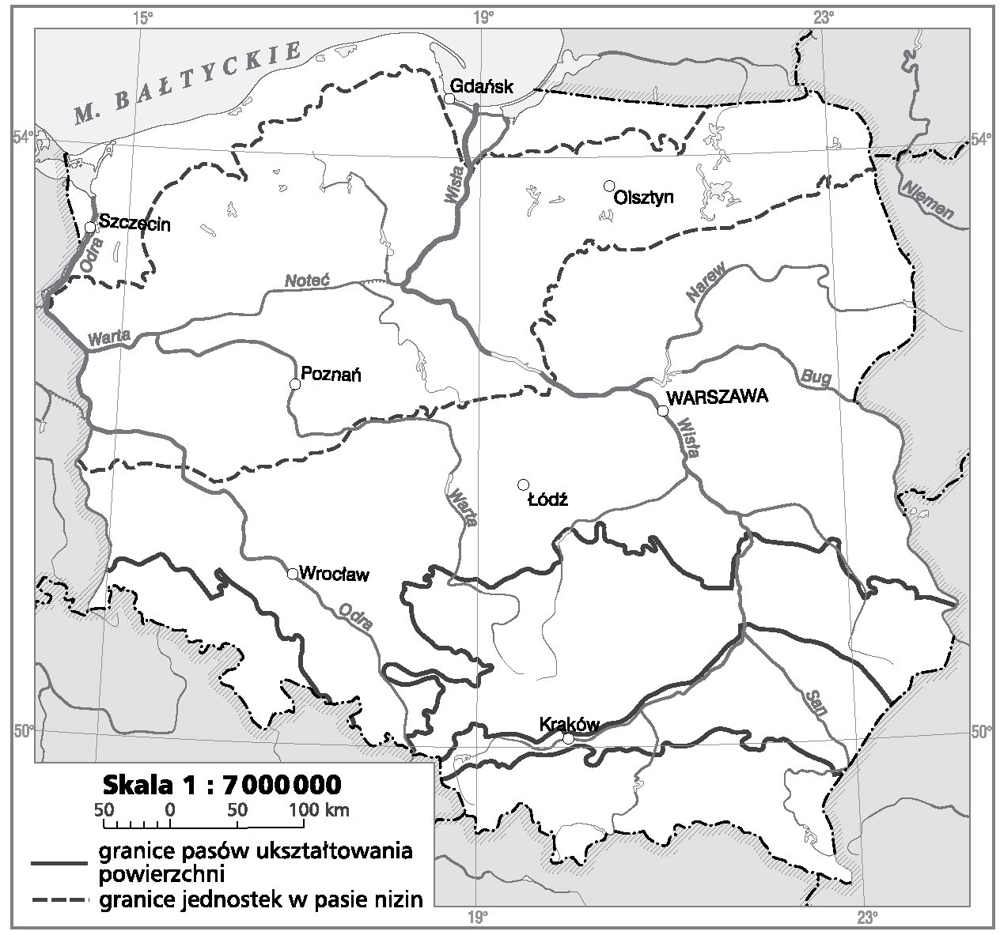 15° 19° 23°
M. BAŁTYCKIE
Gdańsk
54° 54°
Wisła
Olsztyn
Niemen
Szczecin
Odra
Noteć
Narew
Warta
Poznań
Bug
WARSZAWA
Wisła
Łódź
Warta
Wrocław
Odra
San
Kraków
50° 50°
Skala 1 : 7 000 000
50 0 50 100 km
granice pasów ukształtowania
powierzchni
granice jednostek w pasie nizin
19° 23°